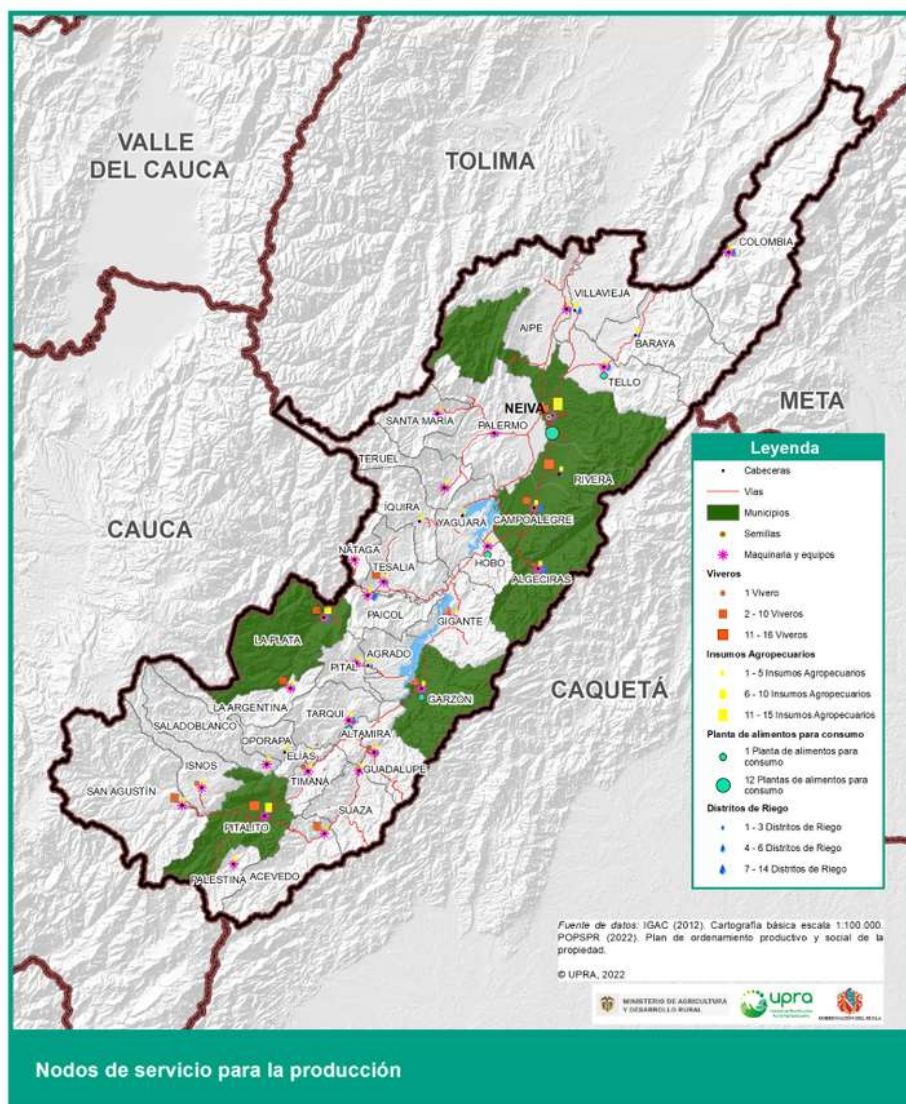 VALLE
DEL CAUCA
TOLIMA
COLOMBIA
VILLAVIEJA
AIPE
BARAYA
TELLO
META
NEIVA
SANTA MARÍA
PALERMO
TERUEL
RIVERA
ÍQUIRA
YAGUARÁ
CAMPOALEGRE
CAUCA
NÁTAGA
TESALIA
HOBO
ALGECIRAS
PAICOL
GIGANTE
LA PLATA
AGRADO
PITAL
CAQUETÁ
GARZÓN
LA ARGENTINA
TARQUI
SALADOBLANCO
ALTAMIRA
OPORAPA
ELÍAS
ISNOS
GUADALUPE
TIMANÁ
SAN AGUSTÍN
SUAZA
PITALITO
PALESTINA
ACEVEDO
Leyenda
Cabeceras
Vías
Municipios
Semillas
Maquinaria y equipos
Viveros
1 Vivero
2 - 10 Viveros
11 - 16 Viveros
Insumos Agropecuarios
1 - 5 Insumos Agropecuarios
6 - 10 Insumos Agropecuarios
11 - 15 Insumos Agropecuarios
Planta de alimentos para
consumo
1 Planta de alimentos para
consumo
12 Plantas de alimentos para
consumo
Distritos de Riego
1 - 3 Distritos de Riego
4 - 6 Distritos de Riego
7 - 14 Distritos de Riego
Fuente de datos: IGAC (2012). Cartografía básica escala 1:100.000.
POPSPR (2022). Plan de ordenamiento productivo y social de la
propiedad.
© UPRA, 2022
MINISTERIO DE AGRICULTURA
Y DESARROLLO RURAL
upra
GOBERNACIÓN DEL HUILA
Nodos de servicio para la producción